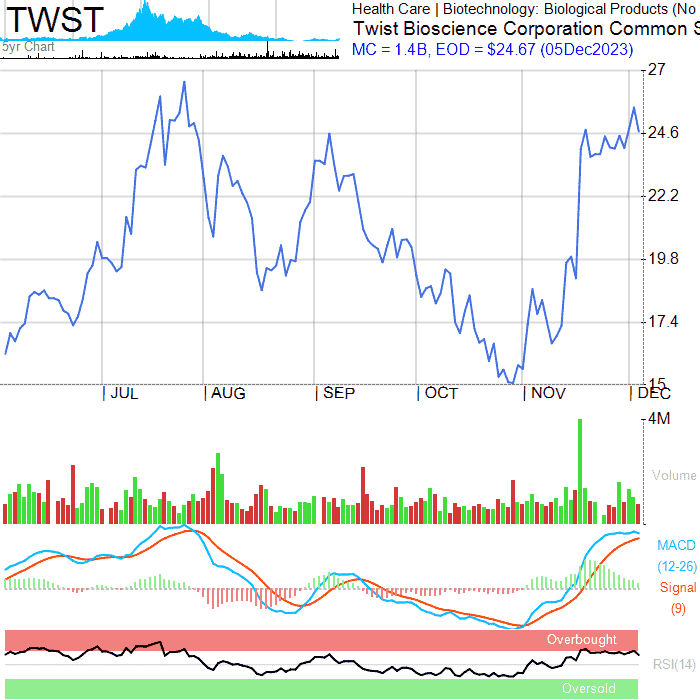 TWST
5yr Chart
Health Care | Biotechnology: Biological Products (No
Twist Bioscience Corporation Common S
MC = 1.4B, EOD = $24.67 (05Dec2023)
27
24.6
22.2
19.8
17.4
15
| JUL | AUG | SEP | OCT | NOV | DEC
4M
Volume
MACD
(12-26)
Signal
(9)
Overbought
RSI(14)
Oversold